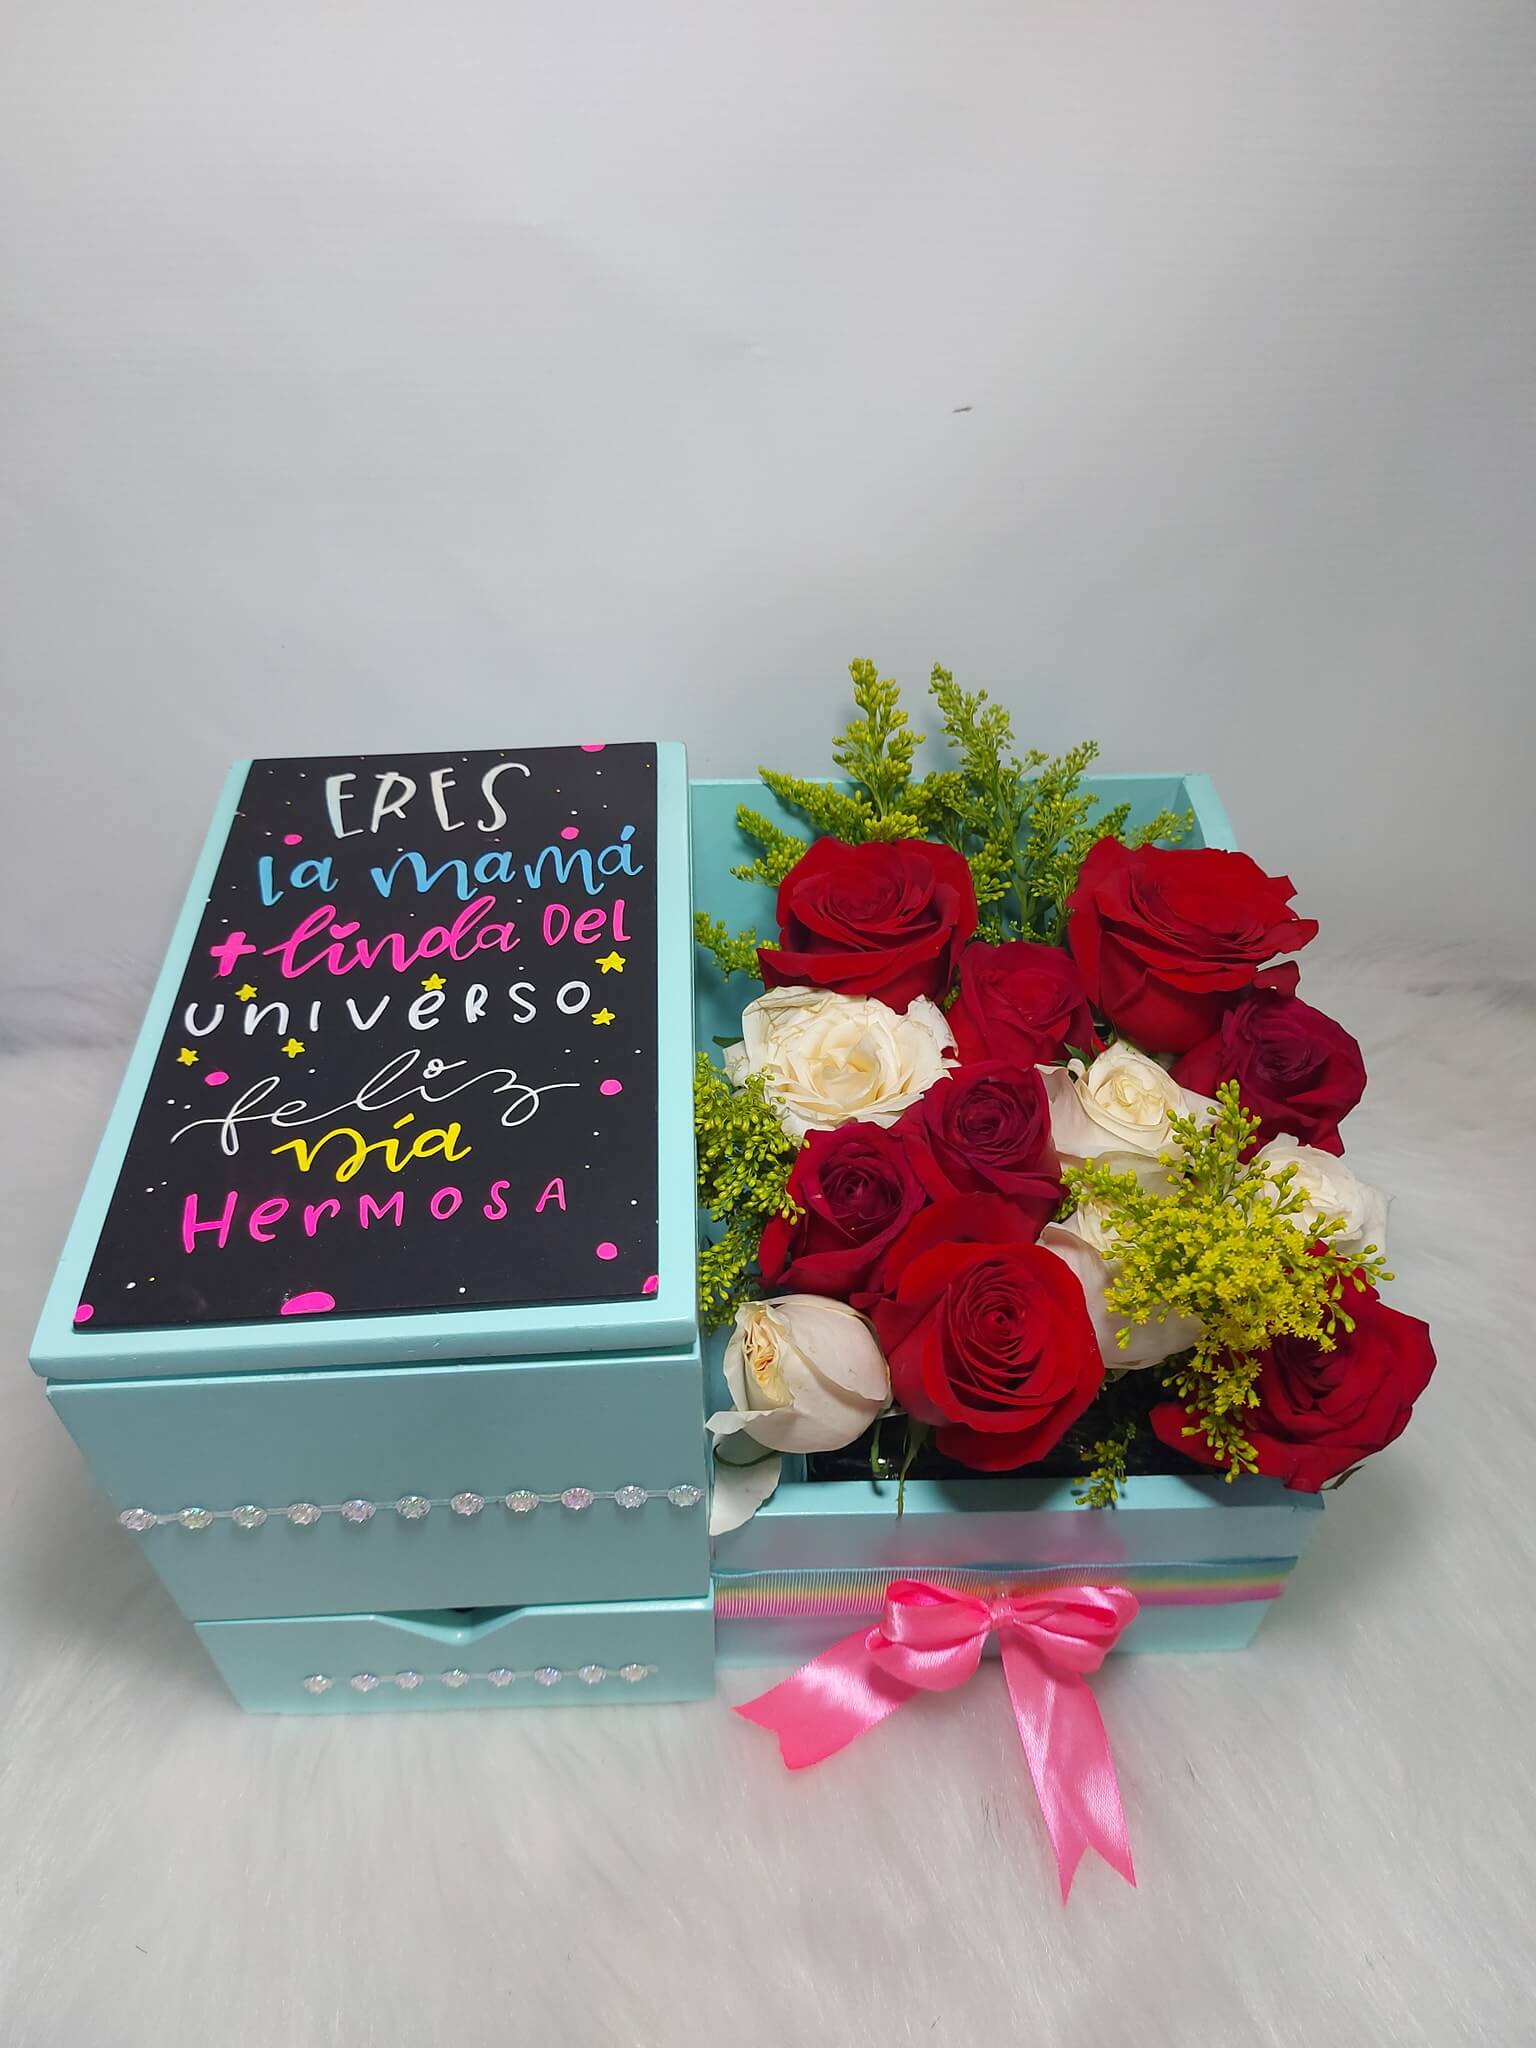 ERES
la mamá
+ linda DEL
UNIVERSO
feliz
Día
HERMOSA